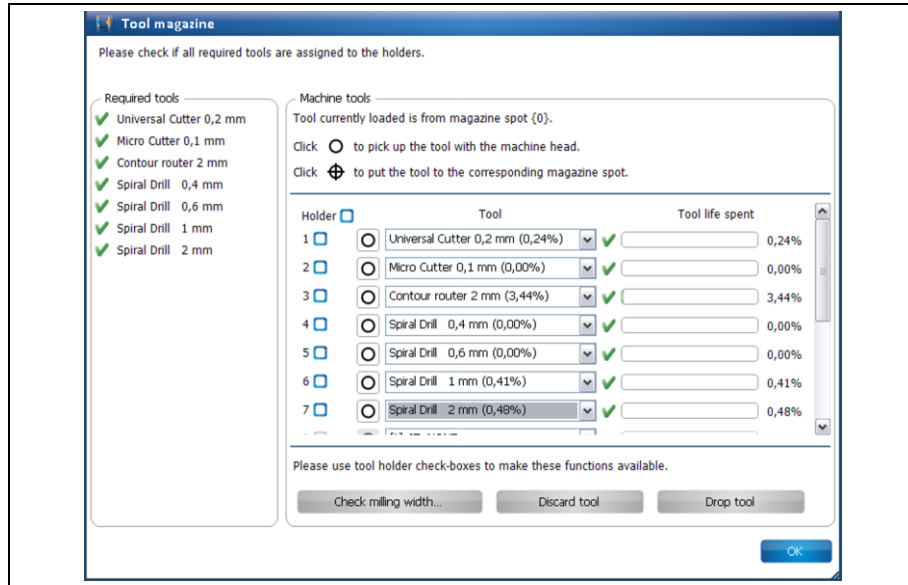 Tool magazine
Please check if all required tools are assigned to the holders.
Required tools
Universal Cutter 0,2 mm
Micro Cutter 0,1 mm
Contour router 2 mm
Spiral Drill 0,4 mm
Spiral Drill 0,6 mm
Spiral Drill 1 mm
Spiral Drill 2 mm
Machine tools
Tool currently loaded is from magazine spot {0}.
Click to pick up the tool with the machine head.
Click to put the tool to the corresponding magazine spot.
Holder Tool Tool life spent
1 Universal Cutter 0,2 mm (0,24%) 0,24%
2 Micro Cutter 0,1 mm (0,00%) 0,00%
3 Contour router 2 mm (3,44%) 3,44%
4 Spiral Drill 0,4 mm (0,00%) 0,00%
5 Spiral Drill 0,6 mm (0,00%) 0,00%
6 Spiral Drill 1 mm (0,41%) 0,41%
7 Spiral Drill 2 mm (0,48%) 0,48%
Please use tool holder check-boxes to make these functions available.
Check milling width... Discard tool Drop tool
OK